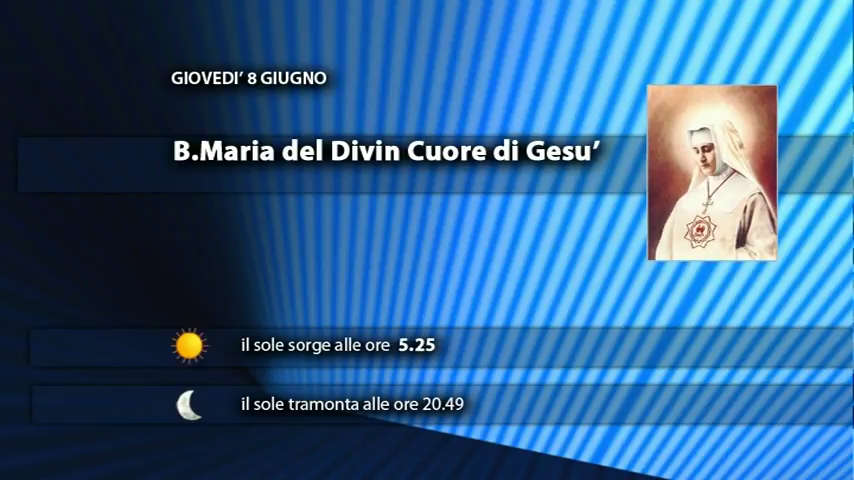 GIOVEDI’ 8 GIUGNO
B.Maria del Divin Cuore di Gesu’
il sole sorge alle ore 5.25
il sole tramonta alle ore 20.49